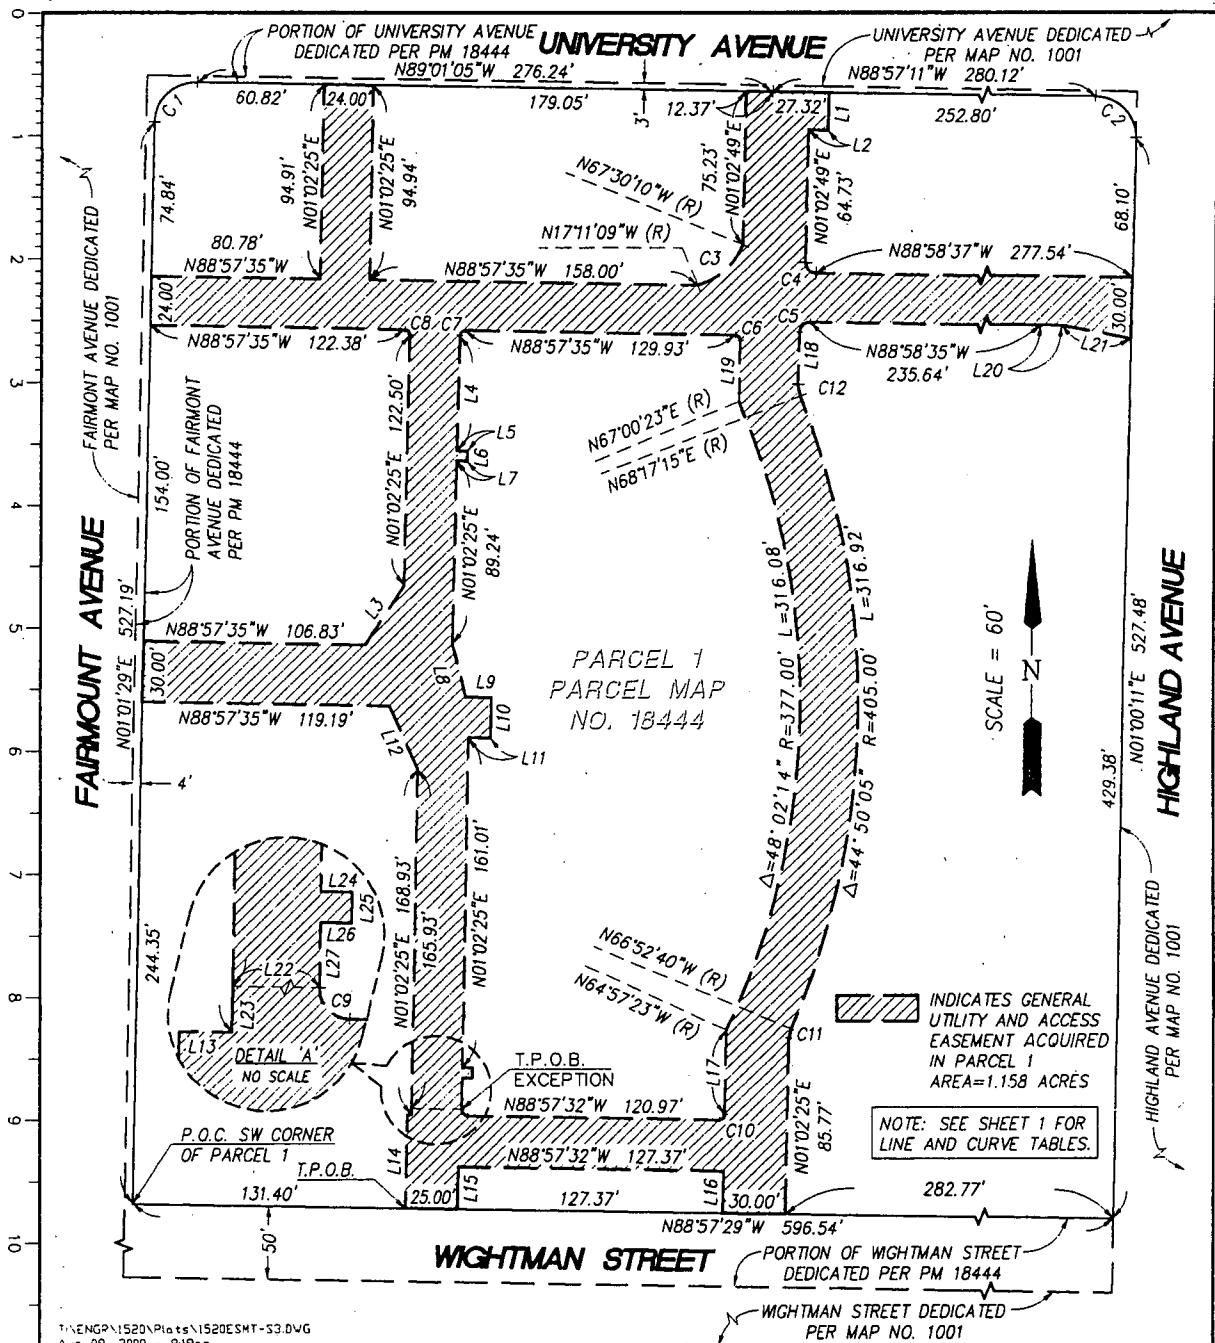 0
1
2
3
4
5
6
7
8
9
10
PORTION OF UNIVERSITY AVENUE
DEDICATED PER PM 18444
UNIVERSITY AVENUE
UNIVERSITY AVENUE DEDICATED
PER MAP NO. 1001
N89°01'05"W 276.24'
N88°57'11"W 280.12'
C1
60.82'
24.00'
179.05'
3'
12.37'
27.32'
L1
L2
252.80'
C2
74.84'
94.91'
N01°02'25"E
N01°02'25"E
94.94'
75.23'
N01°02'49"E
N01°02'49"E
64.73'
68.10'
N67°30'10"W (R)
N17°11'09"W (R)
C3
80.78'
N88°57'35"W
N88°57'35"W 158.00'
C4
N88°58'37"W 277.54'
24.00'
30.00'
C8
C7
C6
C5
N88°57'35"W
122.38'
N88°57'35"W 129.93'
N88°58'35"W
235.64'
L18
L19
L20
L21
C12
FAIRMONT AVENUE DEDICATED
PER MAP NO. 1001
PORTION OF FAIRMONT
AVENUE DEDICATED
PER PM 18444
154.00'
N01°02'25"E 122.50'
L4
L5
L6
L7
N01°02'25"E
89.24'
N67°00'23"E (R)
N68°17'15"E (R)
FAIRMOUNT AVENUE
N01°01'29"E 527.19'
L3
N88°57'35"W 106.83'
30.00'
N88°57'35"W 119.19'
L8
L9
L10
L11
L12
4'
PARCEL 1
PARCEL MAP
NO. 18444
Δ=48°02'14" R=377.00' L=316.08'
Δ=44°50'05" R=405.00' L=316.92'
SCALE = 60'
N
N01°00'11"E 527.48'
HIGHLAND AVENUE
429.38'
HIGHLAND AVENUE DEDICATED
PER MAP NO. 1001
244.35'
N01°02'25"E 168.93'
165.93'
N01°02'25"E 161.01'
L24
L25
L26
L27
L22
L23
C9
L13
DETAIL 'A'
NO SCALE
N66°52'40"W (R)
N64°57'23"W (R)
C11
L17
INDICATES GENERAL
UTILITY AND ACCESS
EASEMENT ACQUIRED
IN PARCEL 1
AREA=1.158 ACRES
T.P.O.B.
EXCEPTION
N88°57'32"W 120.97'
C10
N01°02'25"E
85.77'
NOTE: SEE SHEET 1 FOR
LINE AND CURVE TABLES.
P.O.C. SW CORNER
OF PARCEL 1
L14
N88°57'32"W 127.37'
T.P.O.B.
L15
L16
131.40'
25.00'
127.37'
30.00'
282.77'
N88°57'29"W 596.54'
50'
WIGHTMAN STREET
PORTION OF WIGHTMAN STREET
DEDICATED PER PM 18444
WIGHTMAN STREET DEDICATED
PER MAP NO. 1001
T:\ENGR\1520\Plats\1520ESMT-S3.DWG